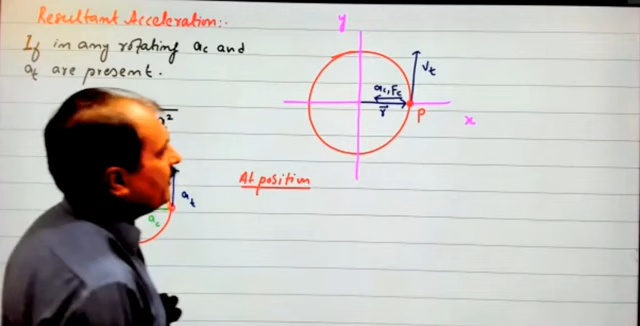 Resultant Acceleration:-
If in any rotating ac and
at are present.
at
ac
y
Vt
ac, Fc
r
P
x
At position